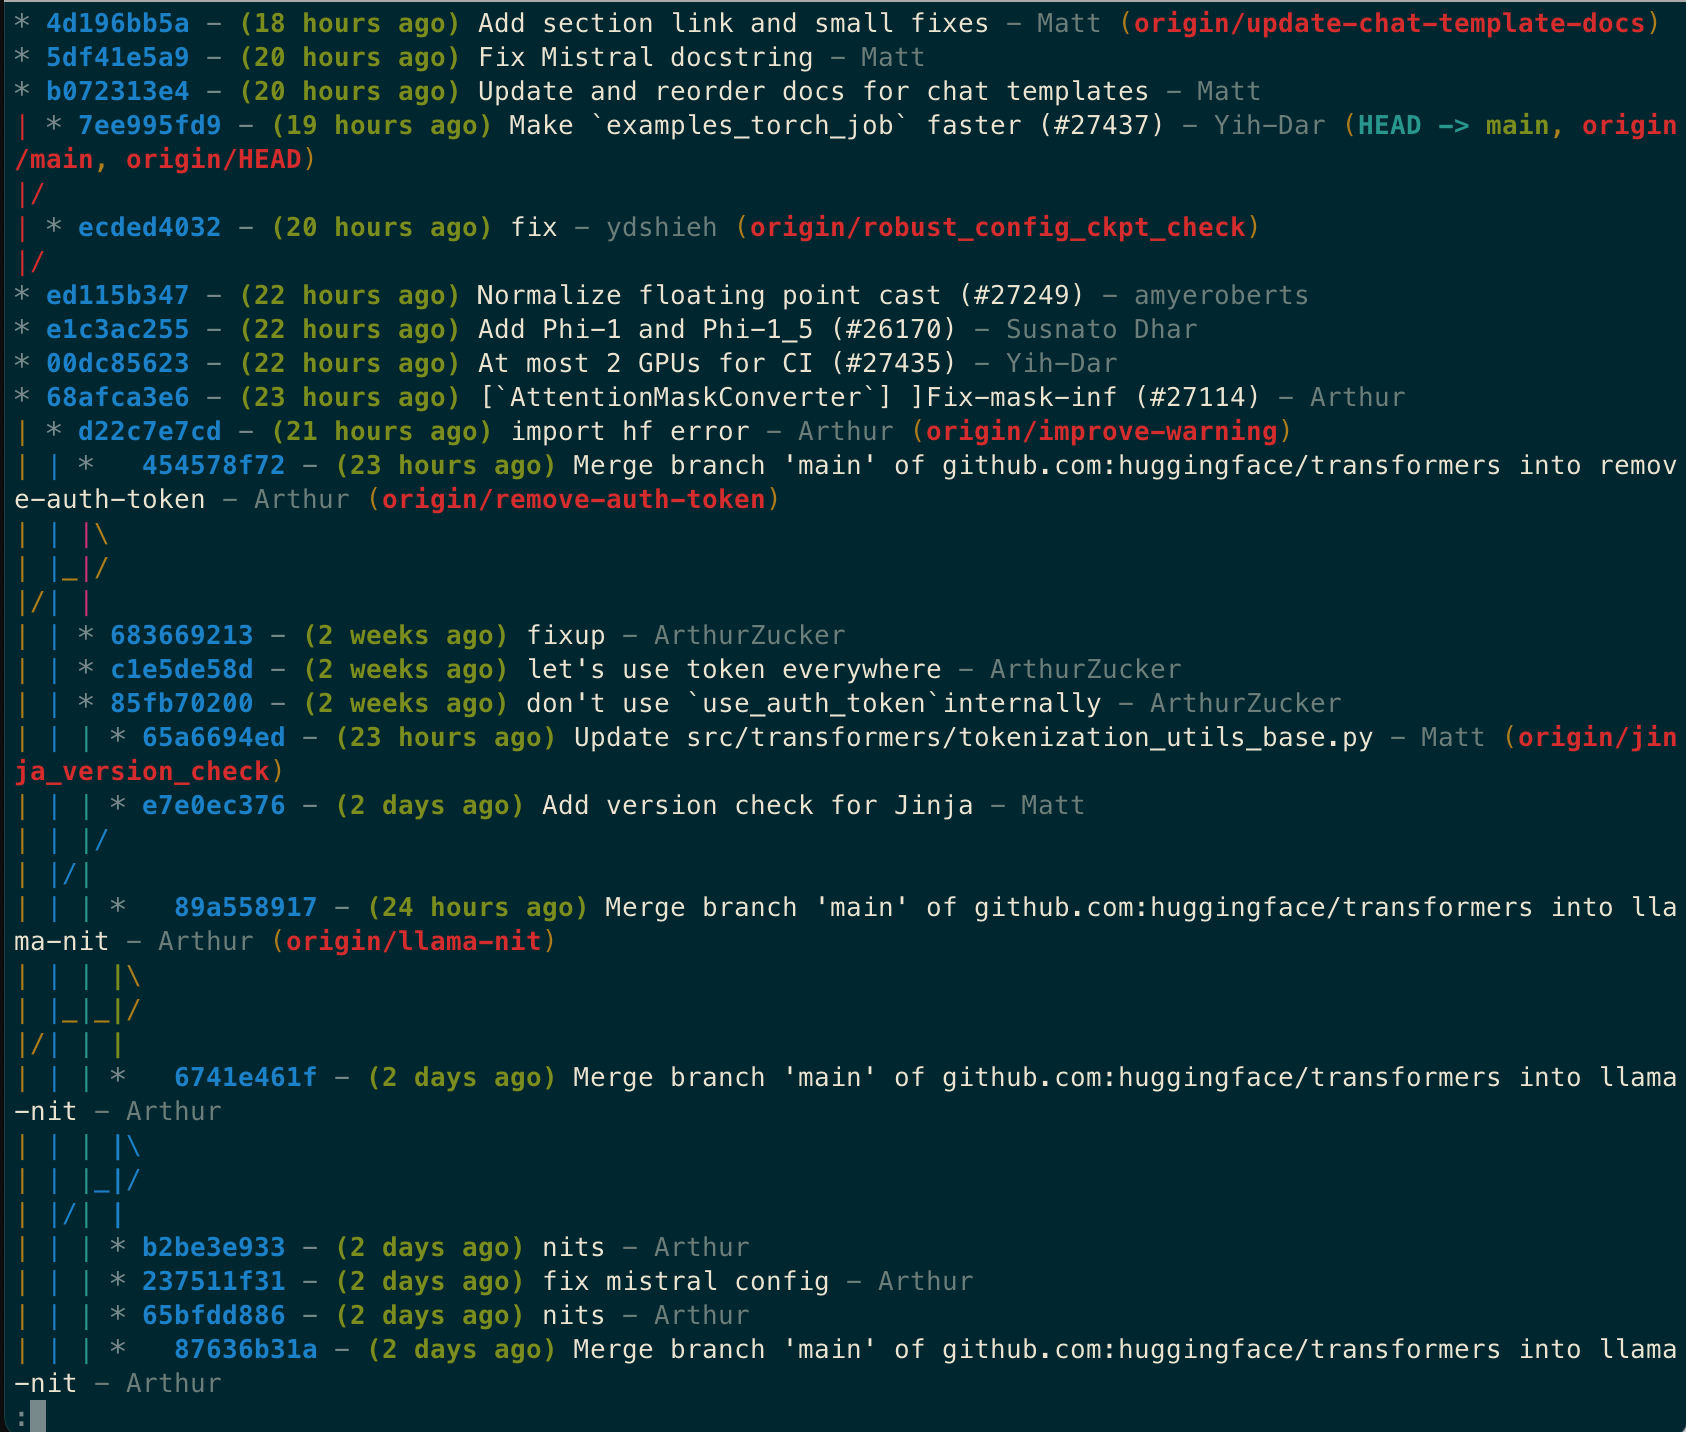 * 4d196bb5a - (18 hours ago) Add section link and small fixes - Matt (origin/update-chat-template-docs)
* 5df41e5a9 - (20 hours ago) Fix Mistral docstring - Matt
* b072313e4 - (20 hours ago) Update and reorder docs for chat templates - Matt
| * 7ee995fd9 - (19 hours ago) Make `examples_torch_job` faster (#27437) - Yih-Dar (HEAD -> main, origin
/main, origin/HEAD)
|/
| * ecded4032 - (20 hours ago) fix - ydshieh (origin/robust_config_ckpt_check)
|/
* ed115b347 - (22 hours ago) Normalize floating point cast (#27249) - amyeroberts
* e1c3ac255 - (22 hours ago) Add Phi-1 and Phi-1_5 (#26170) - Susnato Dhar
* 00dc85623 - (22 hours ago) At most 2 GPUs for CI (#27435) - Yih-Dar
* 68afca3e6 - (23 hours ago) [`AttentionMaskConverter`] ]Fix-mask-inf (#27114) - Arthur
| * d22c7e7cd - (21 hours ago) import hf error - Arthur (origin/improve-warning)
| | *   454578f72 - (23 hours ago) Merge branch 'main' of github.com:huggingface/transformers into remov
e-auth-token - Arthur (origin/remove-auth-token)
| | |\
| |_|/
|/| |
| | * 683669213 - (2 weeks ago) fixup - ArthurZucker
| | * c1e5de58d - (2 weeks ago) let's use token everywhere - ArthurZucker
| | * 85fb70200 - (2 weeks ago) don't use `use_auth_token`internally - ArthurZucker
| | | * 65a6694ed - (23 hours ago) Update src/transformers/tokenization_utils_base.py - Matt (origin/jin
ja_version_check)
| | | * e7e0ec376 - (2 days ago) Add version check for Jinja - Matt
| | |/
| |/|
| | | *   89a558917 - (24 hours ago) Merge branch 'main' of github.com:huggingface/transformers into lla
ma-nit - Arthur (origin/llama-nit)
| | | |\
| |_|_|/
|/| | |
| | | *   6741e461f - (2 days ago) Merge branch 'main' of github.com:huggingface/transformers into llama
-nit - Arthur
| | | |\
| | |_|/
| |/| |
| | | * b2be3e933 - (2 days ago) nits - Arthur
| | | * 237511f31 - (2 days ago) fix mistral config - Arthur
| | | * 65bfdd886 - (2 days ago) nits - Arthur
| | | *   87636b31a - (2 days ago) Merge branch 'main' of github.com:huggingface/transformers into llama
-nit - Arthur
: